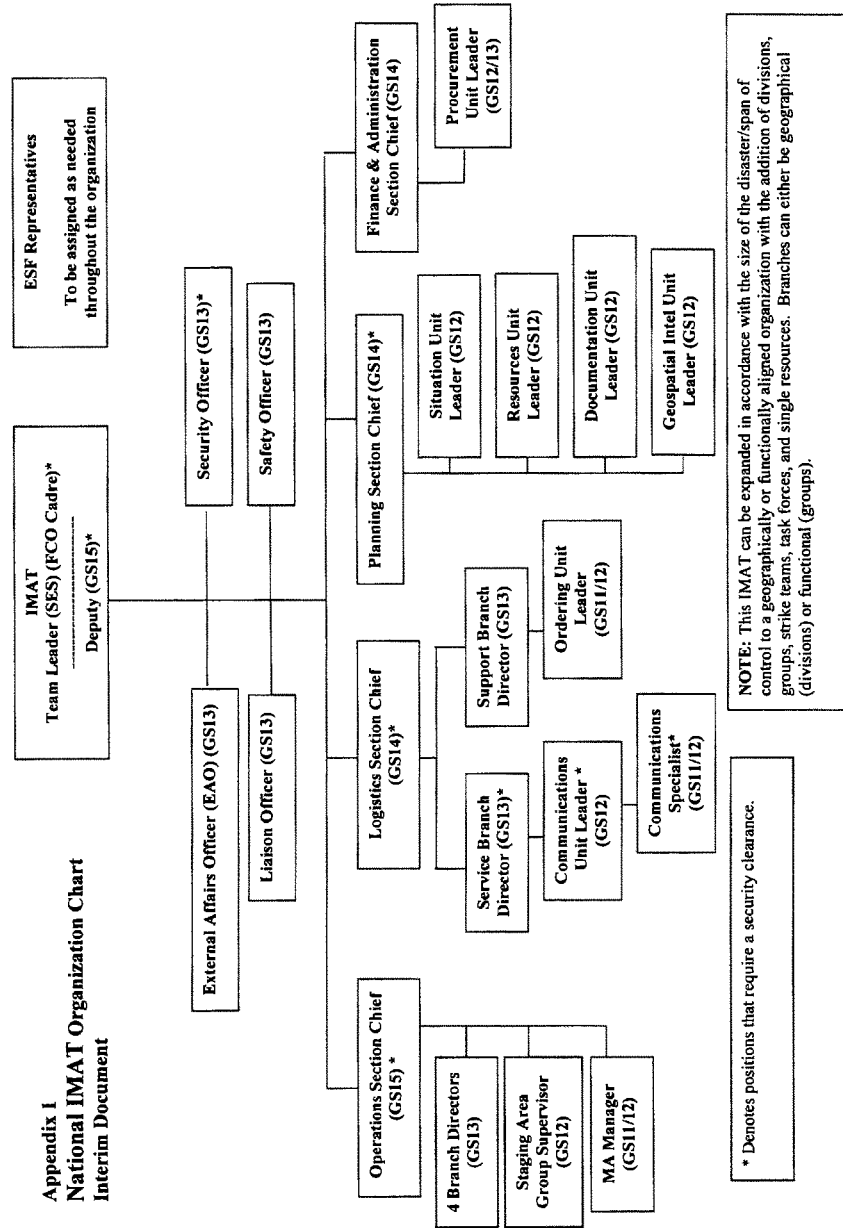 Appendix 1
National IMAT Organization Chart
Interim Document
IMAT
Team Leader (SES) (FCO Cadre)*
Deputy (GS15)*
ESF Representatives
To be assigned as needed
throughout the organization
External Affairs Officer (EAO) (GS13)
Security Officer (GS13)*
Liaison Officer (GS13)
Safety Officer (GS13)
Operations Section Chief
(GS15) *
4 Branch Directors
(GS13)
Staging Area
Group Supervisor
(GS12)
MA Manager
(GS11/12)
Logistics Section Chief
(GS14)*
Service Branch
Director (GS13)*
Communications
Unit Leader *
(GS12)
Communications
Specialist*
(GS11/12)
Support Branch
Director (GS13)
Ordering Unit
Leader
(GS11/12)
Planning Section Chief (GS14)*
Situation Unit
Leader (GS12)
Resources Unit
Leader (GS12)
Documentation Unit
Leader (GS12)
Geospatial Intel Unit
Leader (GS12)
Finance & Administration
Section Chief (GS14)
Procurement
Unit Leader
(GS12/13)
* Denotes positions that require a security clearance.
NOTE: This IMAT can be expanded in accordance with the size of the disaster/span of
control to a geographically or functionally aligned organization with the addition of divisions,
groups, strike teams, task forces, and single resources. Branches can either be geographical
(divisions) or functional (groups).